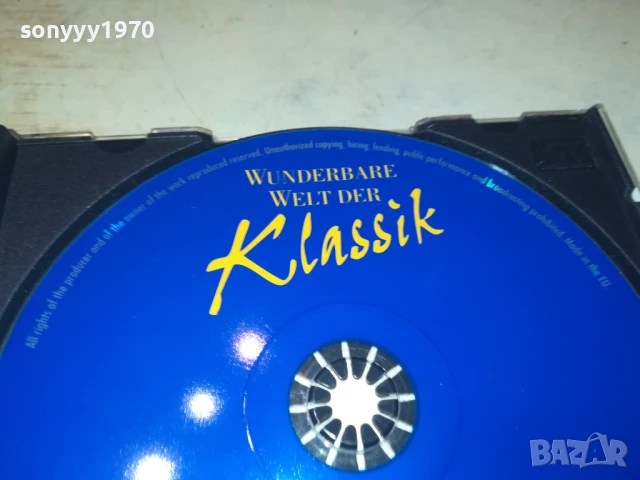 sonyyy1970
All rights of the producer and of the owner of the work reproduced reserved. Unauthorized copying, hiring, lending, public performance and broadcasting prohibited. Made in the EU
WUNDERBARE
WELT DER
Klassik
BAZAR